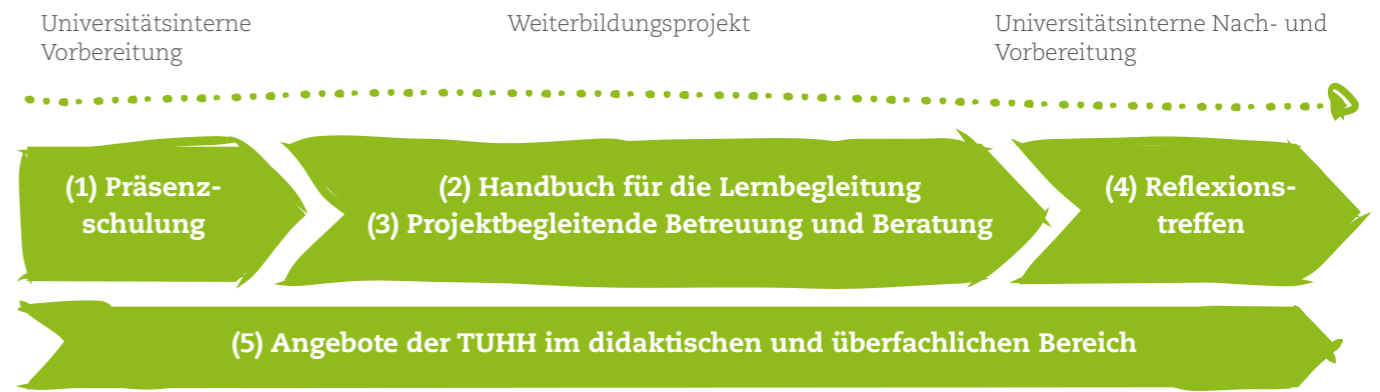 Universitätsinterne
Vorbereitung
Weiterbildungsprojekt
Universitätsinterne Nach- und
Vorbereitung
(1) Präsenz-
schulung
(2) Handbuch für die Lernbegleitung
(3) Projektbegleitende Betreuung und Beratung
(4) Reflexions-
treffen
(5) Angebote der TUHH im didaktischen und überfachlichen Bereich